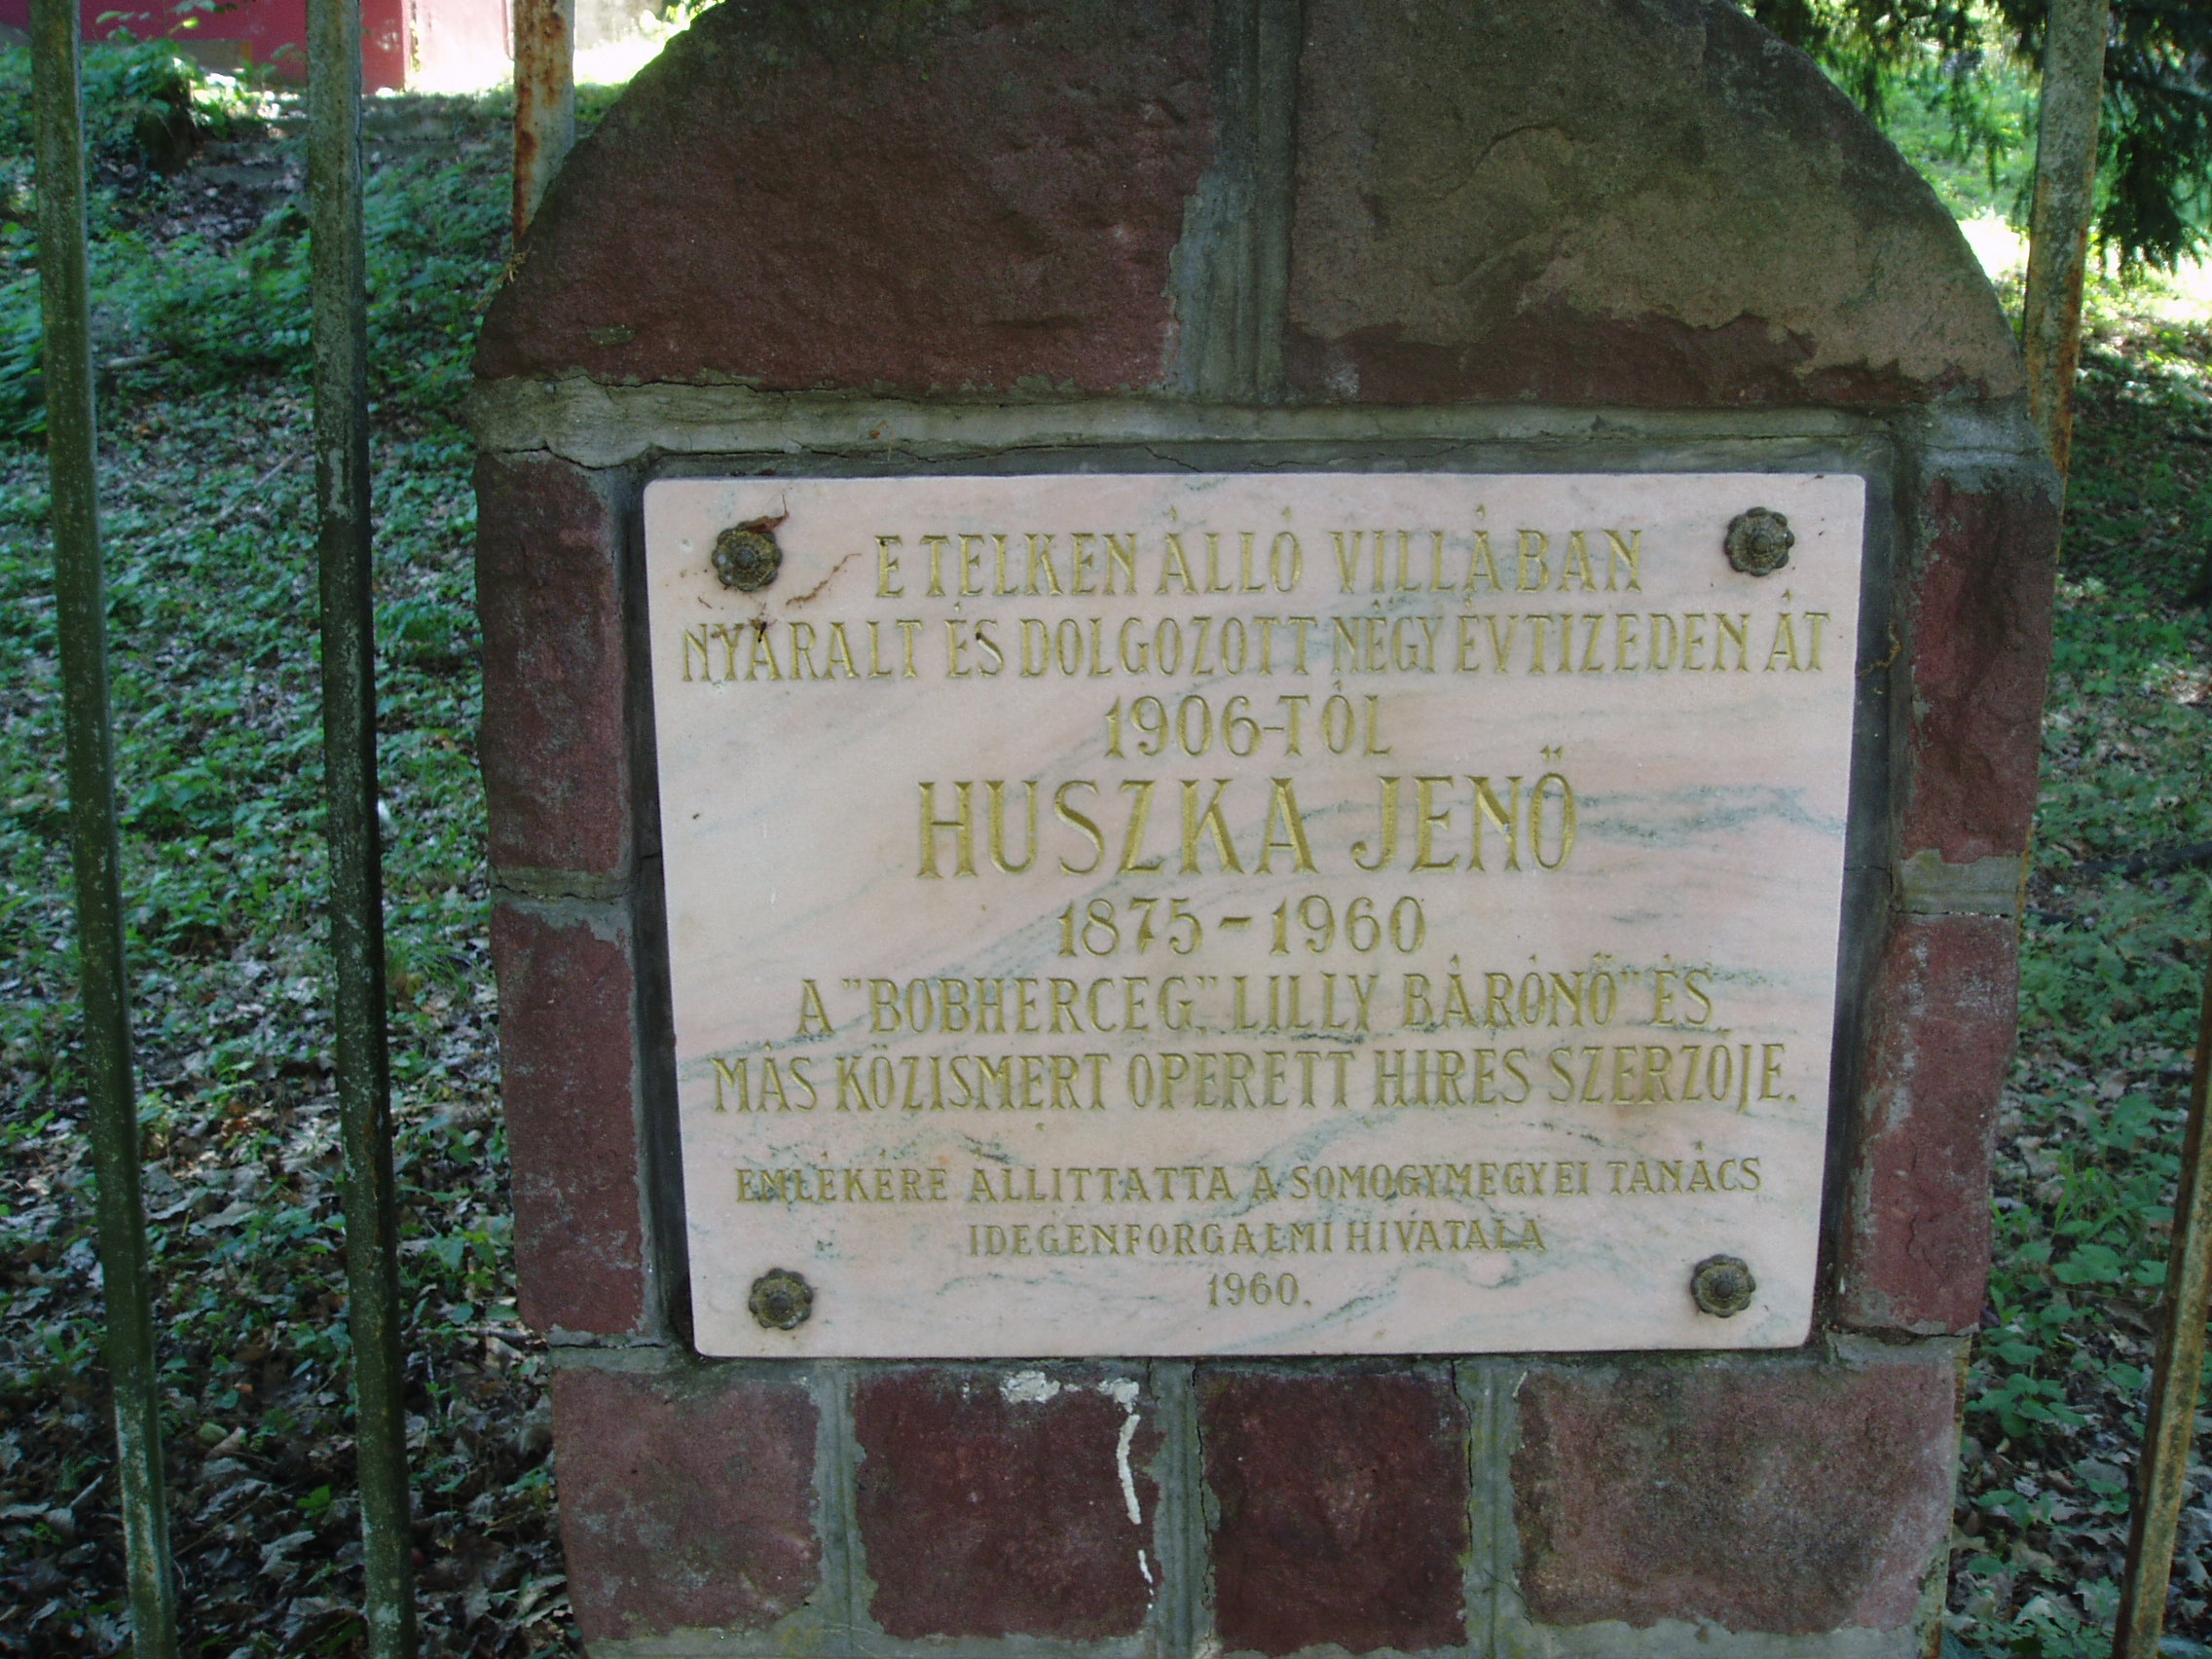 E TELKEN ÁLLÓ VILLÁBAN
NYARALT ÉS DOLGOZOTT NÉGY ÉVTIZEDEN ÁT
1906-TÓL
HUSZKA JENŐ
1875-1960
A "BOBHERCEG", "LILLY BÁRÓNŐ" ÉS
MÁS KÖZISMERT OPERETT HIRES SZERZŐJE.
EMLÉKÉRE ÁLLITTATTA A SOMOGYMEGYEI TANÁCS
IDEGENFORGALMI HIVATALA
1960.